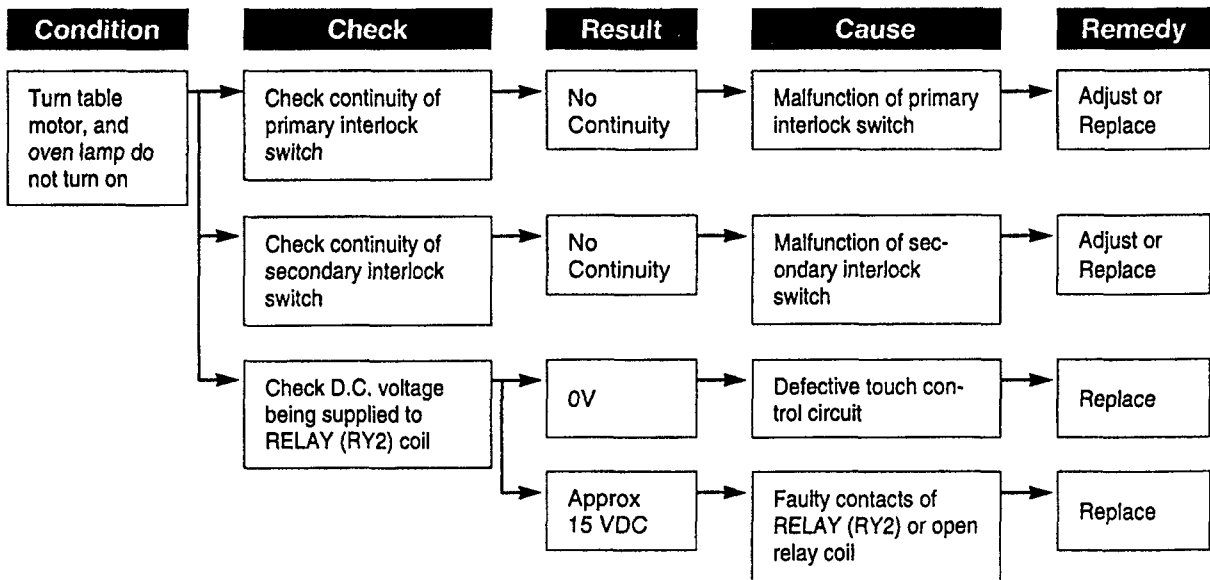 Condition Check Result Cause Remedy
Turn table
motor, and
oven lamp do
not turn on
Check continuity of
primary interlock
switch
No
Continuity
Malfunction of primary
interlock switch
Adjust or
Replace
Check continuity of
secondary interlock
switch
No
Continuity
Malfunction of sec-
ondary interlock
switch
Adjust or
Replace
Check D.C. voltage
being supplied to
RELAY (RY2) coil
0V
Defective touch con-
trol circuit
Replace
Approx
15 VDC
Faulty contacts of
RELAY (RY2) or open
relay coil
Replace